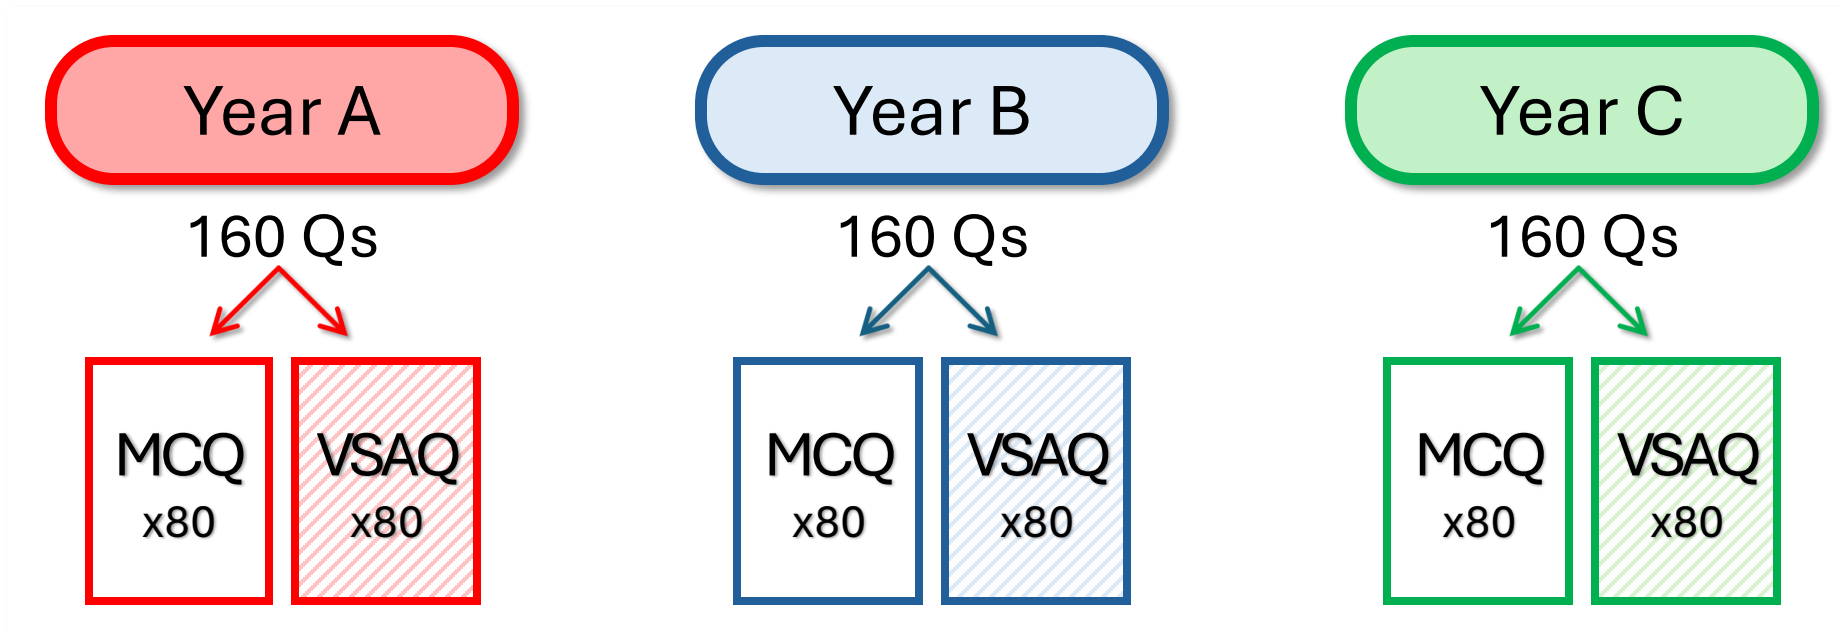 Year A
160 Qs
MCQ
x80
VSAQ
x80
Year B
160 Qs
MCQ
x80
VSAQ
x80
Year C
160 Qs
MCQ
x80
VSAQ
x80